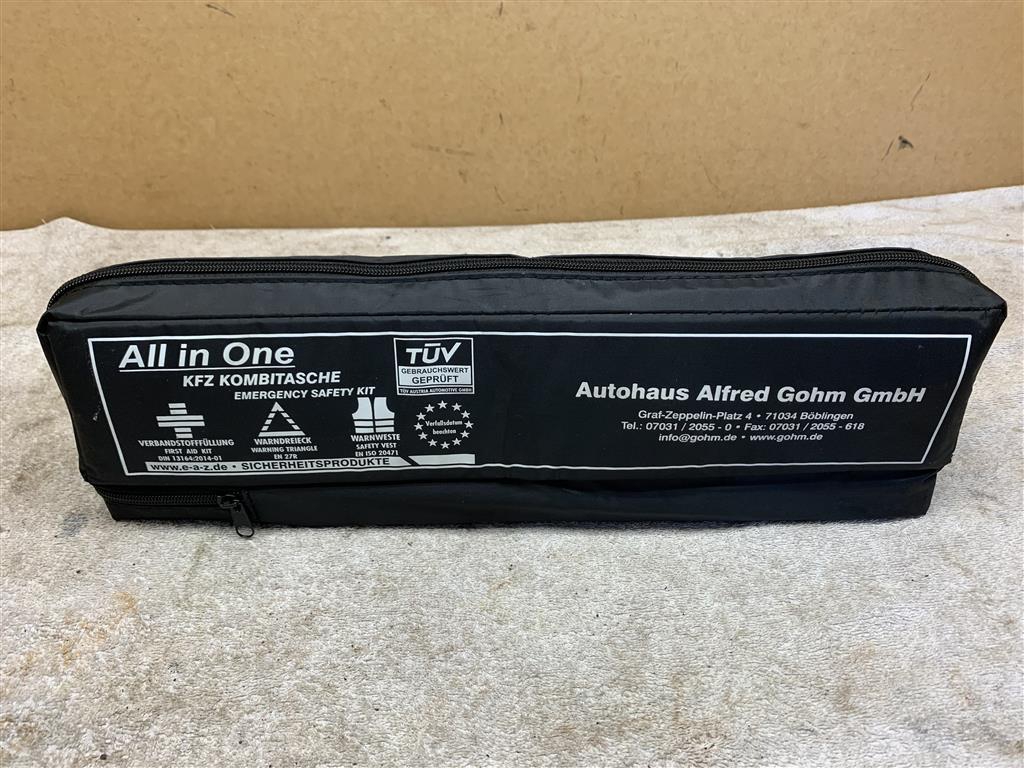 All in One
KFZ KOMBITASCHE
EMERGENCY SAFETY KIT
TÜV
GEBRAUCHSWERT
GEPRÜFT
TÜV AUSTRIA AUTOMOTIVE GMBH
VERBANDSTOFFFÜLLUNG
FIRST AID KIT
DIN 13164:2014-01
WARNDREIECK
WARNING TRIANGLE
EN 27R
WARNWESTE
SAFETY VEST
EN ISO 20471
Verfallsdatum
beachten
www.e-a-z.de • SICHERHEITSPRODUKTE
Autohaus Alfred Gohm GmbH
Graf-Zeppelin-Platz 4 • 71034 Böblingen
Tel.: 07031 / 2055 - 0 • Fax: 07031 / 2055 - 618
info@gohm.de • www.gohm.de